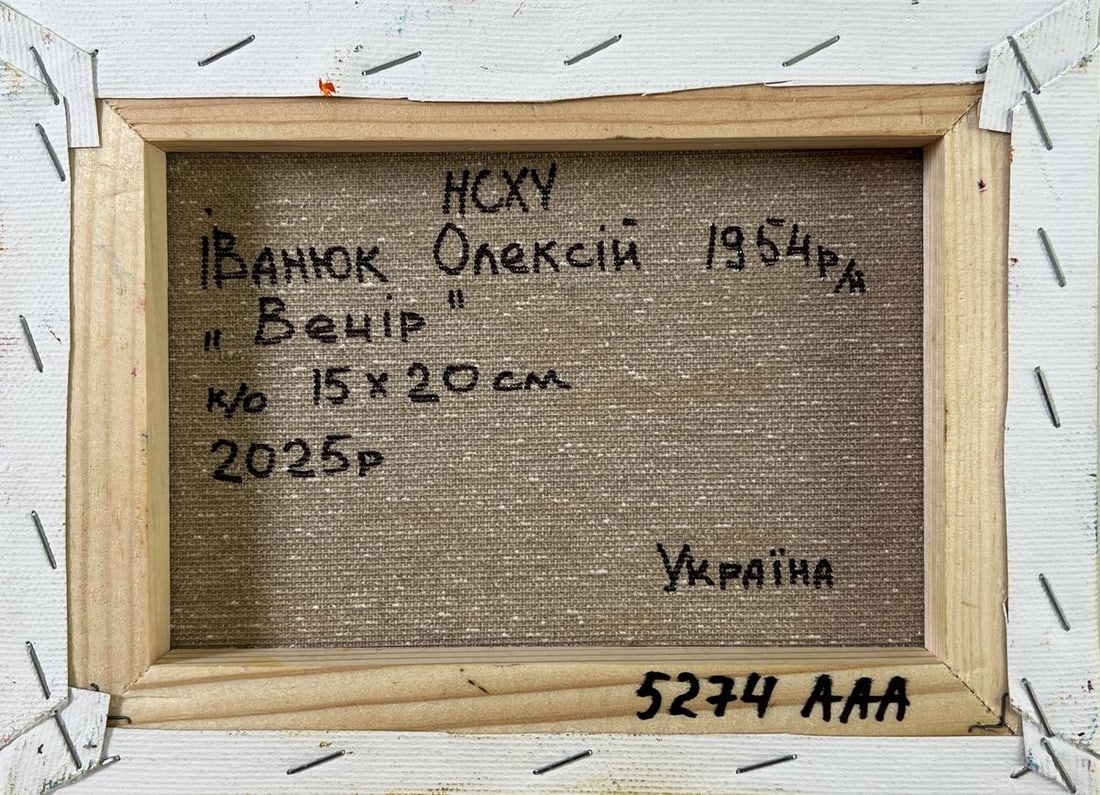 НСХУ
Іванюк Олексій 1954р/н
„Вечір"
к/о 15 x 20 см
2025р
Україна
5274 ААА